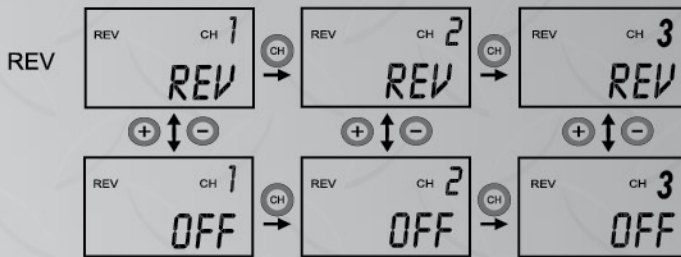 REV CH 1 CH REV CH 2 CH REV CH 3
REV
REV REV REV
+ - + - + -
REV CH 1 CH REV CH 2 CH REV CH 3
OFF OFF OFF